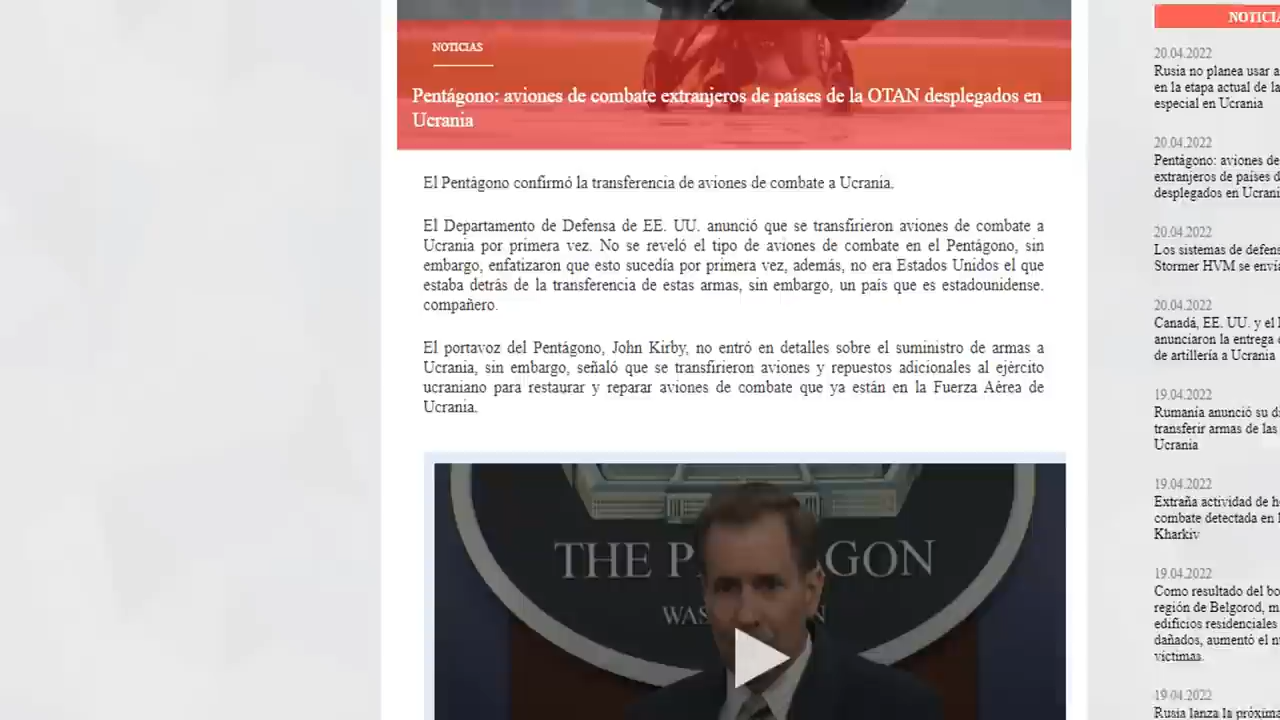 NOTICIAS
Pentágono: aviones de combate extranjeros de países de la OTAN desplegados en
Ucrania
El Pentágono confirmó la transferencia de aviones de combate a Ucrania.
El Departamento de Defensa de EE. UU. anunció que se transfirieron aviones de combate a
Ucrania por primera vez. No se reveló el tipo de aviones de combate en el Pentágono, sin
embargo, enfatizaron que esto sucedía por primera vez, además, no era Estados Unidos el que
estaba detrás de la transferencia de estas armas, sin embargo, un país que es estadounidense.
compañero.
El portavoz del Pentágono, John Kirby, no entró en detalles sobre el suministro de armas a
Ucrania, sin embargo, señaló que se transfirieron aviones y repuestos adicionales al ejército
ucraniano para restaurar y reparar aviones de combate que ya están en la Fuerza Aérea de
Ucrania.
THE P AGON
WAS N
NOTICIA
20.04.2022
Rusia no planea usar a
en la etapa actual de la
especial en Ucrania
20.04.2022
Pentágono: aviones de
extranjeros de países d
desplegados en Ucrani
20.04.2022
Los sistemas de defens
Stormer HVM se envía
20.04.2022
Canadá, EE. UU. y el
anunciaron la entrega
de artillería a Ucrania
19.04.2022
Rumania anunció su d
transferir armas de las
Ucrania
19.04.2022
Extraña actividad de h
combate detectada en
Kharkiv
19.04.2022
Como resultado del bo
región de Belgorod, m
edificios residenciales
dañados, aumentó el n
víctimas.
19.04.2022
Rusia lanza la próxima